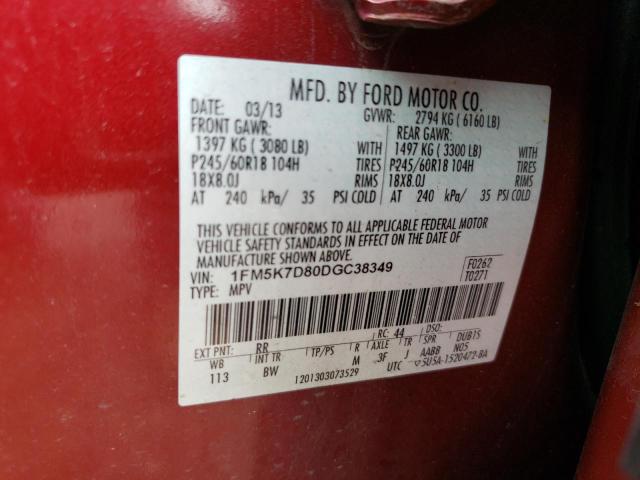 MFD. BY FORD MOTOR CO.
DATE: 03/13 GVWR: 2794 KG ( 6160 LB)
FRONT GAWR: REAR GAWR:
1397 KG ( 3080 LB) WITH 1497 KG ( 3300 LB) WITH
P245/60R18 104H TIRES P245/60R18 104H TIRES
18X8.0J RIMS 18X8.0J RIMS
AT 240 kPa/ 35 PSI COLD AT 240 kPa/ 35 PSI COLD
THIS VEHICLE CONFORMS TO ALL APPLICABLE FEDERAL MOTOR
VEHICLE SAFETY STANDARDS IN EFFECT ON THE DATE OF
MANUFACTURE SHOWN ABOVE.
VIN: 1FM5K7D80DGC38349 F0262
TYPE: MPV T0271
EXT PNT: RR RC: 44 DSO:
WB INT TR TP/PS R AXLE TR SPR DUBTS
113 BW M 3F J AABB NO5
1201303073529 UTC SU5A-1520472-BA